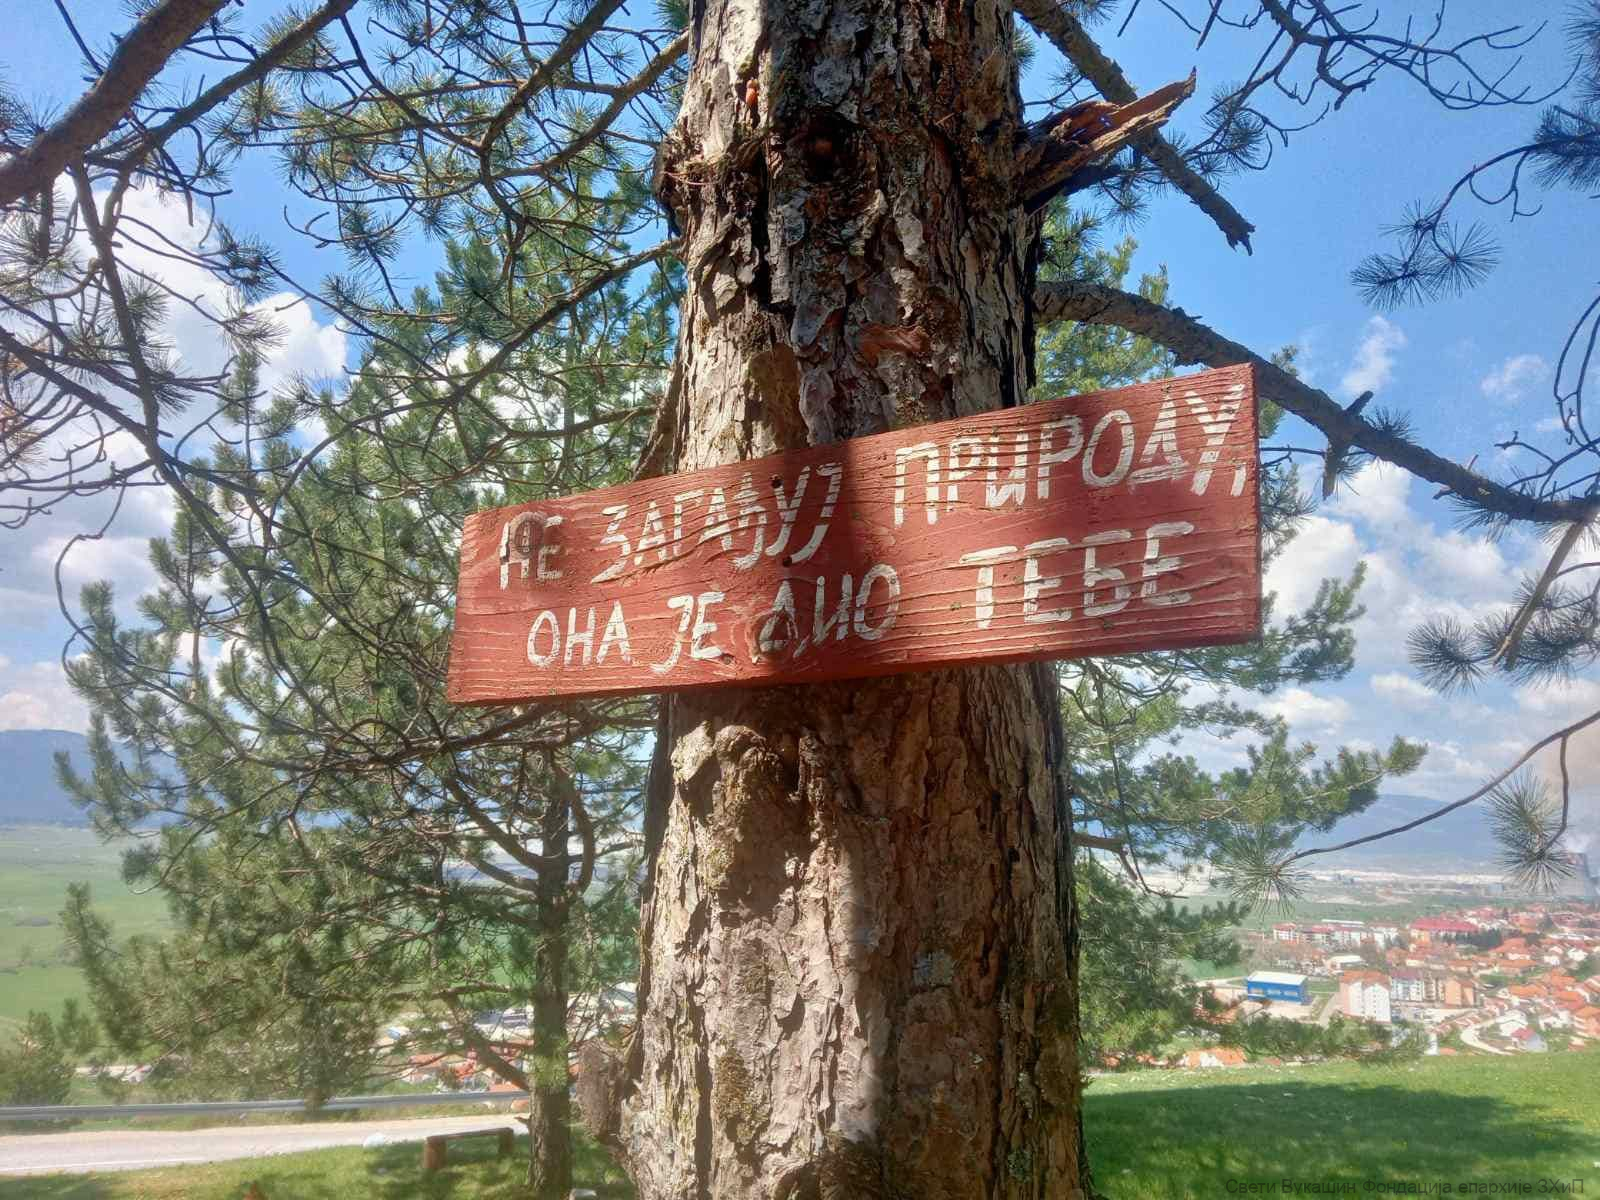 НЕ ЗАГАЂУЈ ПРИРОДУ,
ОНА ЈЕ ДИО ТЕБЕ
Свети Вукашин Фондација епархије ЗХиП